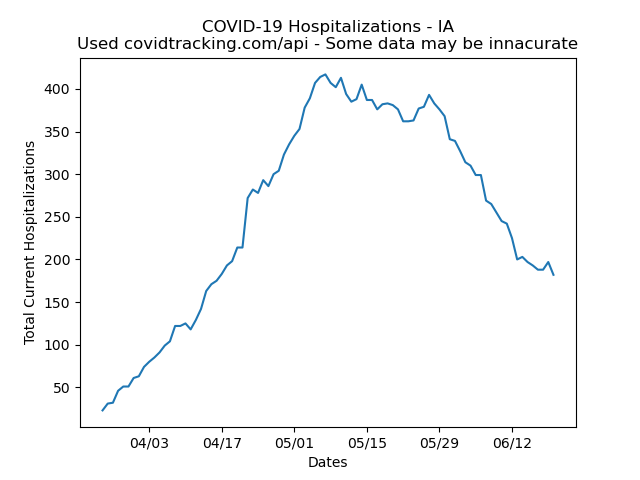 COVID-19 Hospitalizations - IA
Used covidtracking.com/api - Some data may be innacurate
Total Current Hospitalizations
400
350
300
250
200
150
100
50
04/03 04/17 05/01 05/15 05/29 06/12
Dates